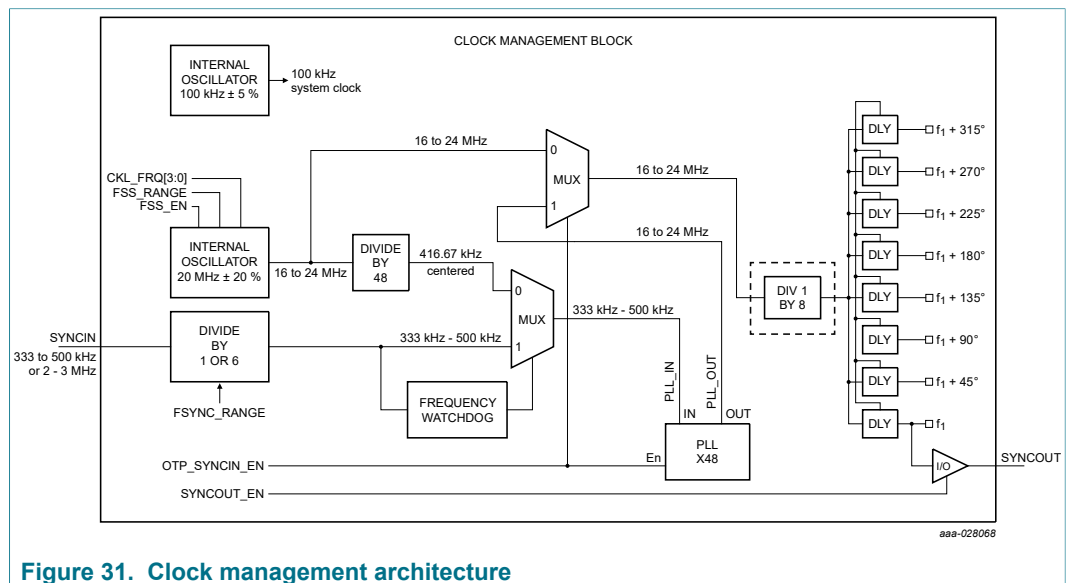 CLOCK MANAGEMENT BLOCK
INTERNAL
OSCILLATOR
100 kHz ± 5 %
100 kHz
system clock
16 to 24 MHz
0
MUX
1
16 to 24 MHz
16 to 24 MHz
CKL_FRQ[3:0]
FSS_RANGE
FSS_EN
INTERNAL
OSCILLATOR
20 MHz ± 20 %
16 to 24 MHz
DIVIDE
BY
48
416.67 kHz
centered
0
MUX
1
333 kHz - 500 kHz
SYNCIN
333 to 500 kHz
or 2 - 3 MHz
DIVIDE
BY
1 OR 6
FSYNC_RANGE
333 kHz - 500 kHz
FREQUENCY
WATCHDOG
PLL_IN
PLL_OUT
IN
OUT
En
PLL
X48
OTP_SYNCIN_EN
SYNCOUT_EN
DIV 1
BY 8
DLY
f1 + 315°
DLY
f1 + 270°
DLY
f1 + 225°
DLY
f1 + 180°
DLY
f1 + 135°
DLY
f1 + 90°
DLY
f1 + 45°
DLY
f1
I/O
SYNCOUT
aaa-028068
Figure 31. Clock management architecture